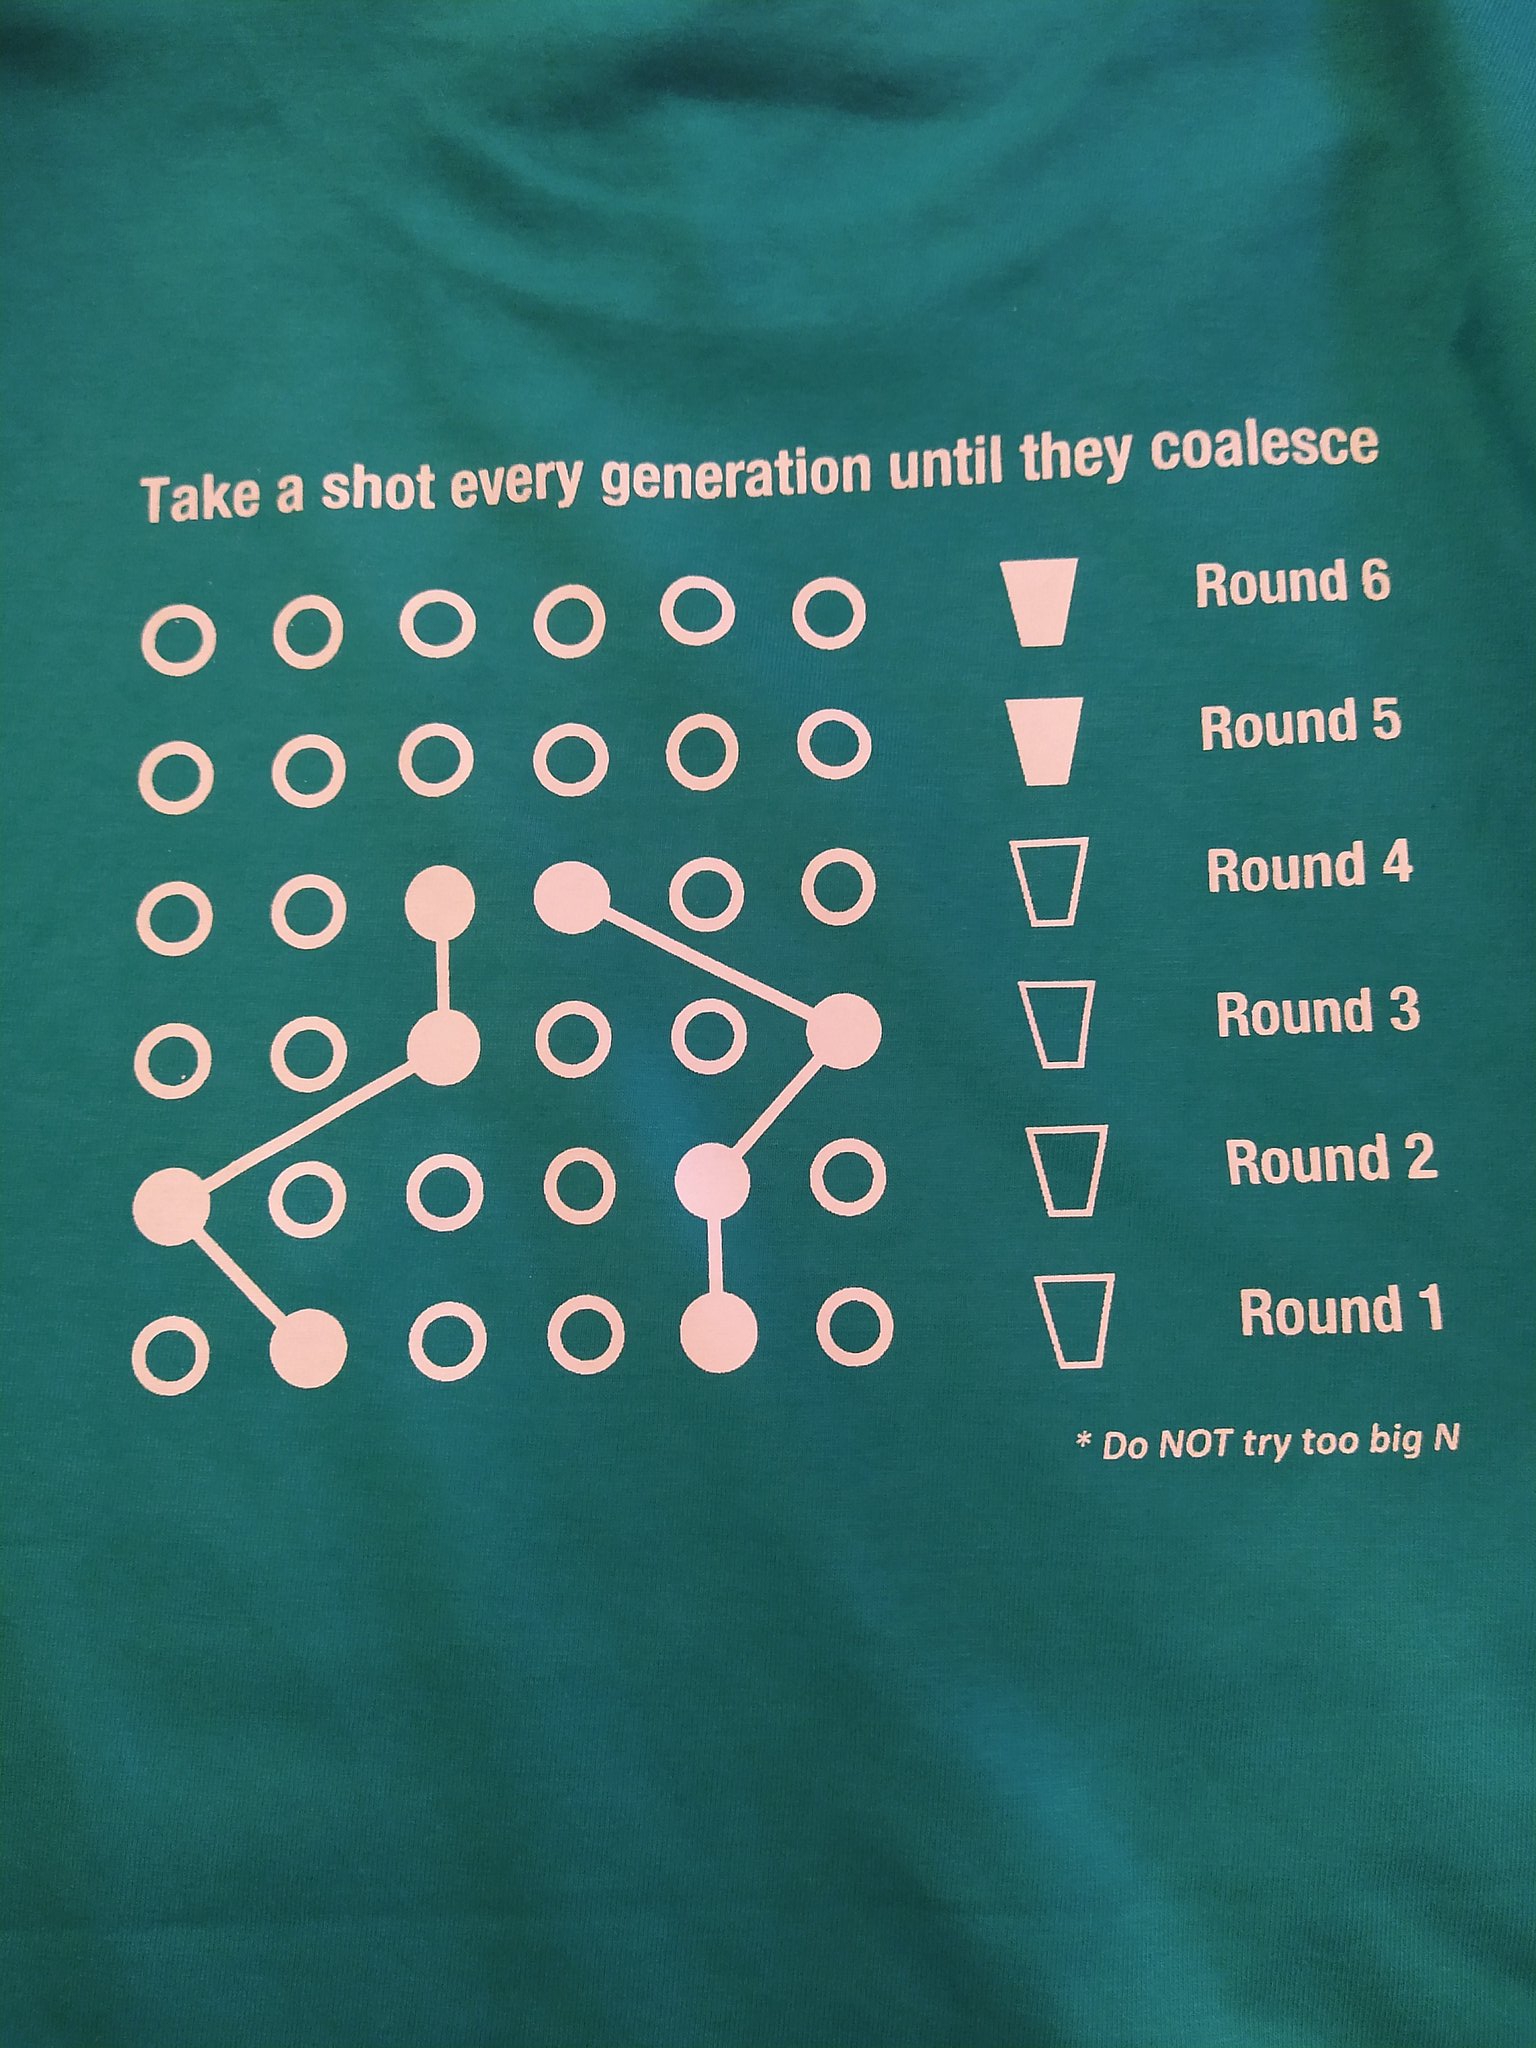 Take a shot every generation until they coalesce
Round 6
Round 5
Round 4
Round 3
Round 2
Round 1
* Do NOT try too big N